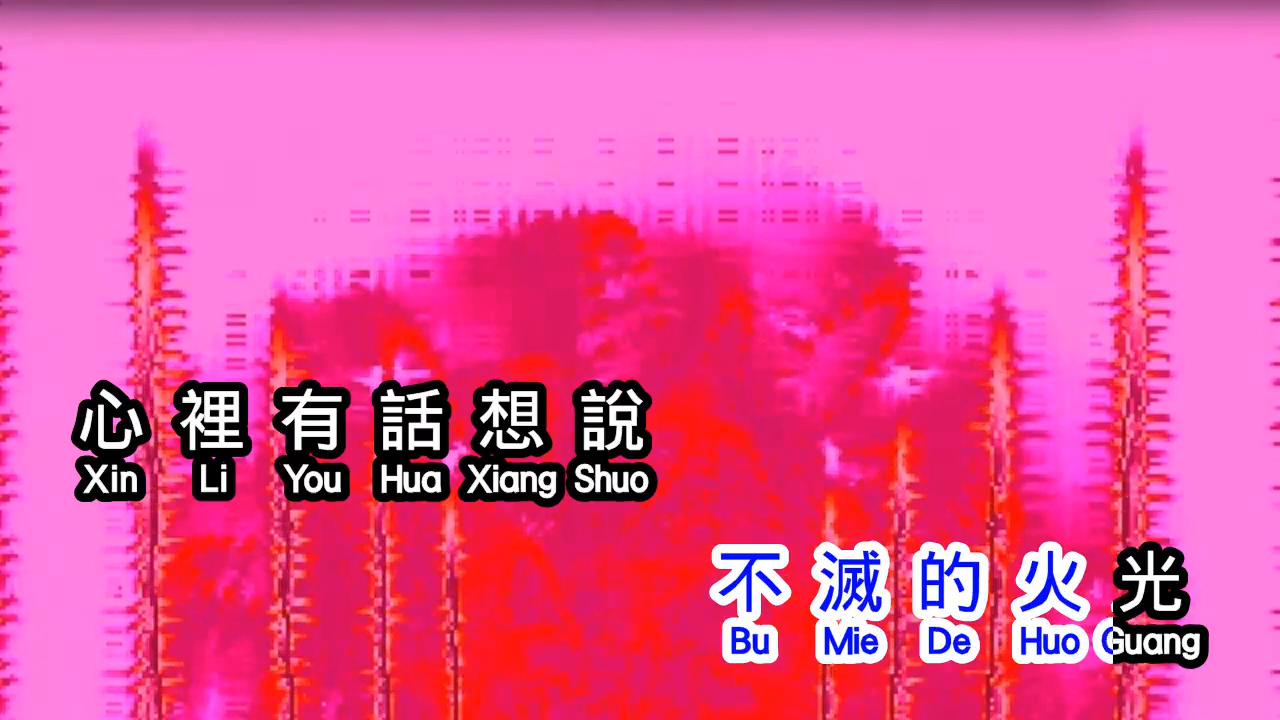 心 裡 有 話 想 說
Xin Li You Hua Xiang Shuo
不 滅 的 火 光
Bu Mie De Huo Guang